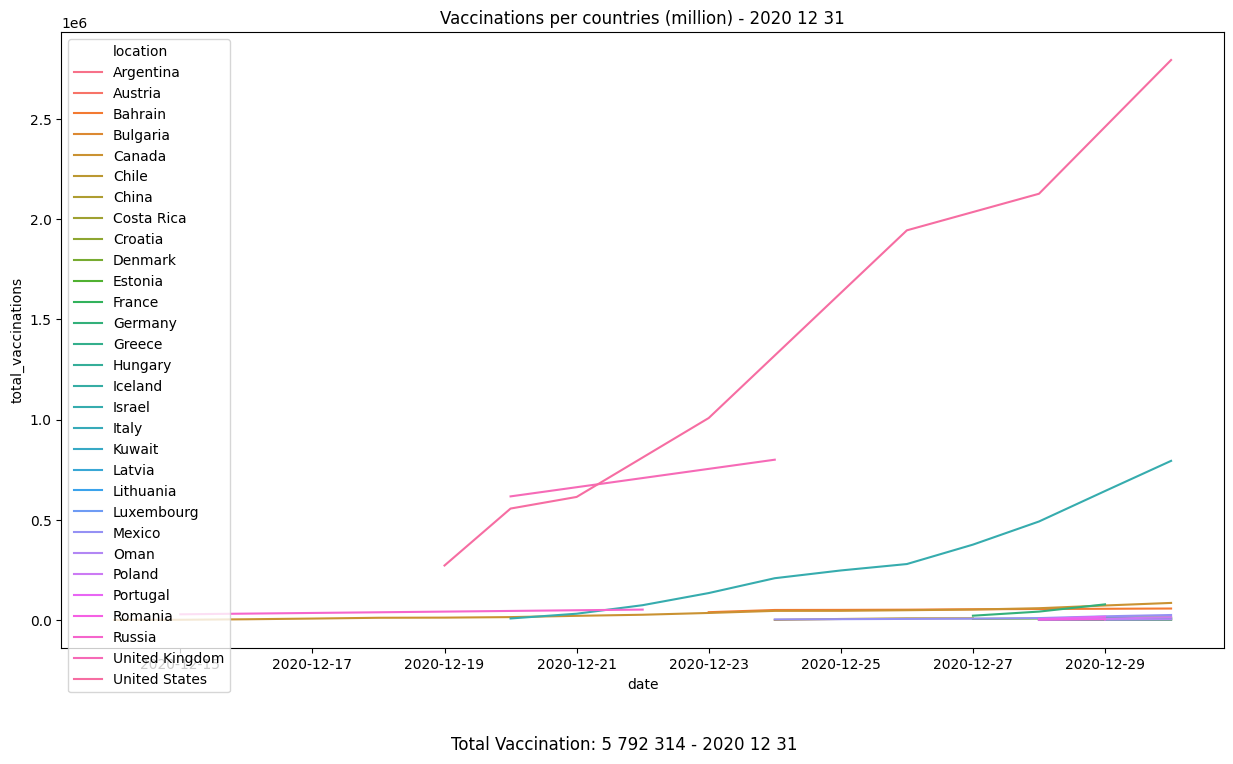 Vaccinations per countries (million) - 2020 12 31
1e6
location
Argentina
Austria
Bahrain
Bulgaria
Canada
Chile
China
Costa Rica
Croatia
Denmark
Estonia
France
Germany
Greece
Hungary
Iceland
Israel
Italy
Kuwait
Latvia
Lithuania
Luxembourg
Mexico
Oman
Poland
Portugal
Romania
Russia
United Kingdom
United States
total_vaccinations
2.5
2.0
1.5
1.0
0.5
0.0
2020-12-15 2020-12-17 2020-12-19 2020-12-21 2020-12-23 2020-12-25 2020-12-27 2020-12-29
date
Total Vaccination: 5 792 314 - 2020 12 31